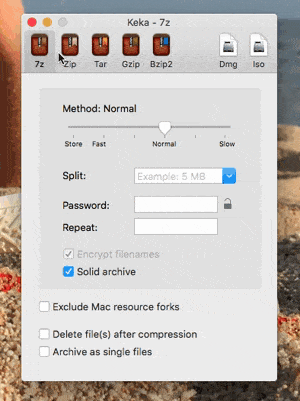 Keka - 7z
7z Zip Tar Gzip Bzip2 Dmg Iso
Method: Normal
Store Fast Normal Slow
Split: Example: 5 MB
Password:
Repeat:
Encrypt filenames
Solid archive
Exclude Mac resource forks
Delete file(s) after compression
Archive as single files